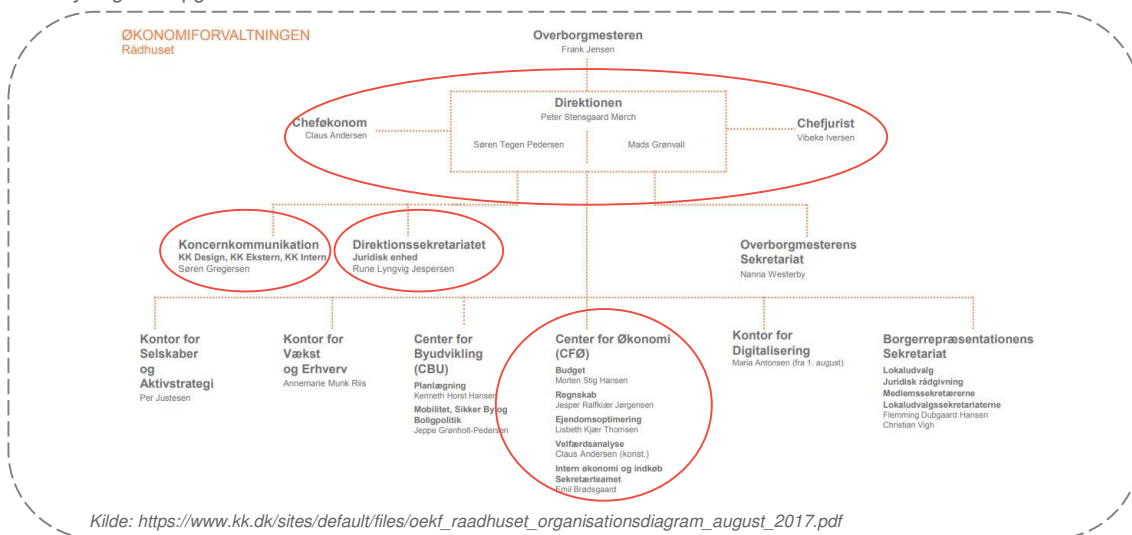 ØKONOMIFORVALTNINGEN
Rådhuset
Overborgmesteren
Frank Jensen
Direktionen
Peter Stensgaard Mørch
Søren Tegen Pedersen
Mads Grønvall
Cheføkonom
Claus Andersen
Chefjurist
Vibeke Iversen
Koncernkommunikation
KK Design, KK Ekstern, KK Intern
Søren Gregersen
Direktionssekretariatet
Juridisk enhed
Rune Lyngvig Jespersen
Overborgmesterens
Sekretariat
Nanna Westerby
Kontor for
Selskaber
og
Aktivstrategi
Per Justesen
Kontor for
Vækst
og Erhverv
Annemarie Munk Riis
Center for
Byudvikling
(CBU)
Planlægning
Kenneth Horst Hansen
Mobilitet, Sikker By og
Boligpolitik
Jeppe Grønholt-Pedersen
Center for Økonomi
(CFØ)
Budget
Morten Stig Hansen
Regnskab
Jesper Ralfkiær Jørgensen
Ejendomsoptimering
Lisbeth Kjær Thomsen
Velfærdsanalyse
Claus Andersen (konst.)
Intern økonomi og indkøb
Sekretærteamet
Emil Brødsgaard
Kontor for
Digitalisering
Maria Antonsen (fra 1. august)
Borgerrepræsentationens
Sekretariat
Lokaludvalg
Juridisk rådgivning
Medlemssekretærerne
Lokaludvalgssekretariaterne
Flemming Dubgaard Hansen
Christian Vigh
Kilde: https://www.kk.dk/sites/default/files/oekf_raadhuset_organisationsdiagram_august_2017.pdf